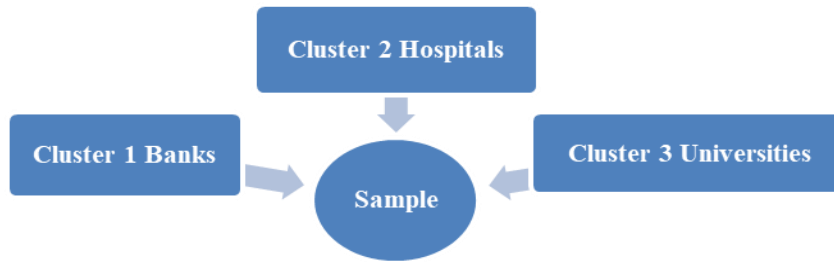 Cluster 2 Hospitals
Cluster 1 Banks
Cluster 3 Universities
Sample